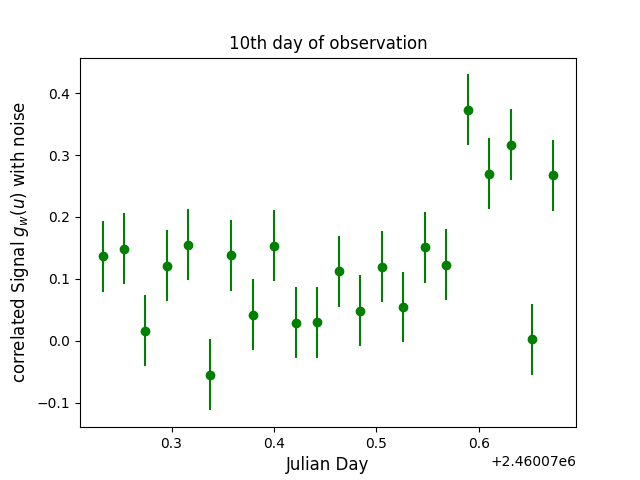 10th day of observation
correlated Signal g_w(u) with noise
0.4
0.3
0.2
0.1
0.0
−0.1
0.3 0.4 0.5 0.6
Julian Day
+2.46007e6